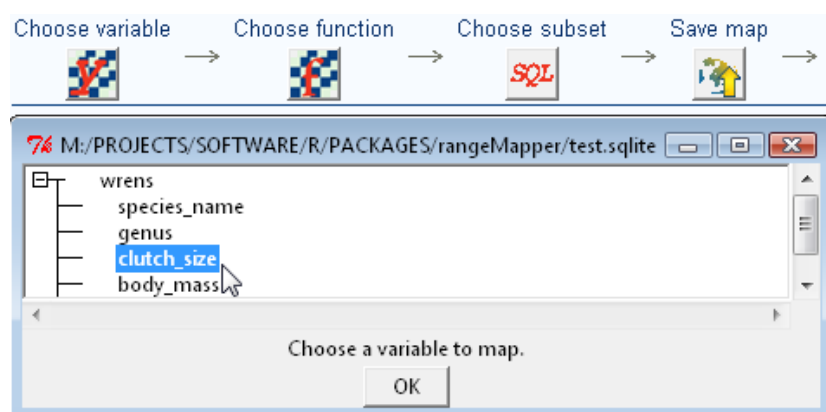 Choose variable → Choose function → Choose subset → Save map →
y f SQL
M:/PROJECTS/SOFTWARE/R/PACKAGES/rangeMapper/test.sqlite
wrens
species_name
genus
clutch_size
body_mass
Choose a variable to map.
OK